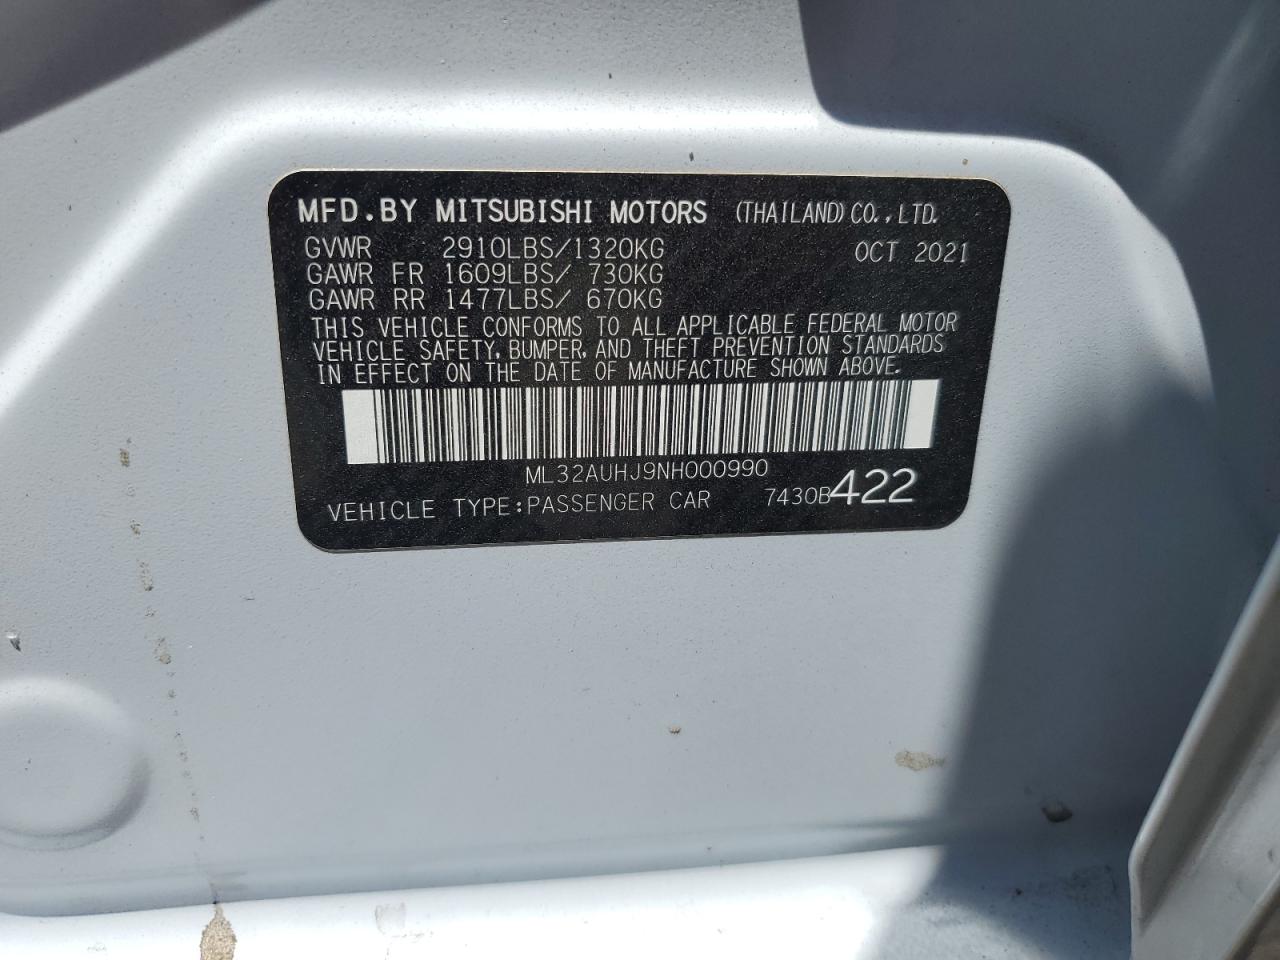 MFD.BY MITSUBISHI MOTORS (THAILAND)CO.,LTD.
GVWR 2910LBS/1320KG OCT 2021
GAWR FR 1609LBS/ 730KG
GAWR RR 1477LBS/ 670KG
THIS VEHICLE CONFORMS TO ALL APPLICABLE FEDERAL MOTOR
VEHICLE SAFETY, BUMPER, AND THEFT PREVENTION STANDARDS
IN EFFECT ON THE DATE OF MANUFACTURE SHOWN ABOVE.
ML32AUHJ9NH000990
VEHICLE TYPE:PASSENGER CAR 7430B422